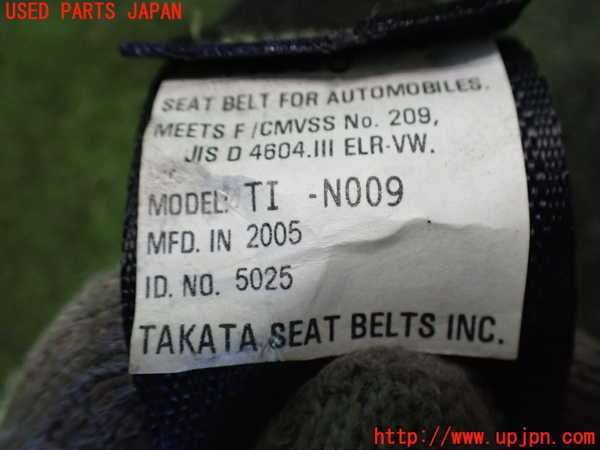 USED PARTS JAPAN
SEAT BELT FOR AUTOMOBILES.
MEETS F/CMVSS No. 209,
JIS D 4604.III ELR-VW.
MODEL: TI -N009
MFD. IN 2005
ID. NO. 5025
TAKATA SEAT BELTS INC.
http://www.upjpn.com